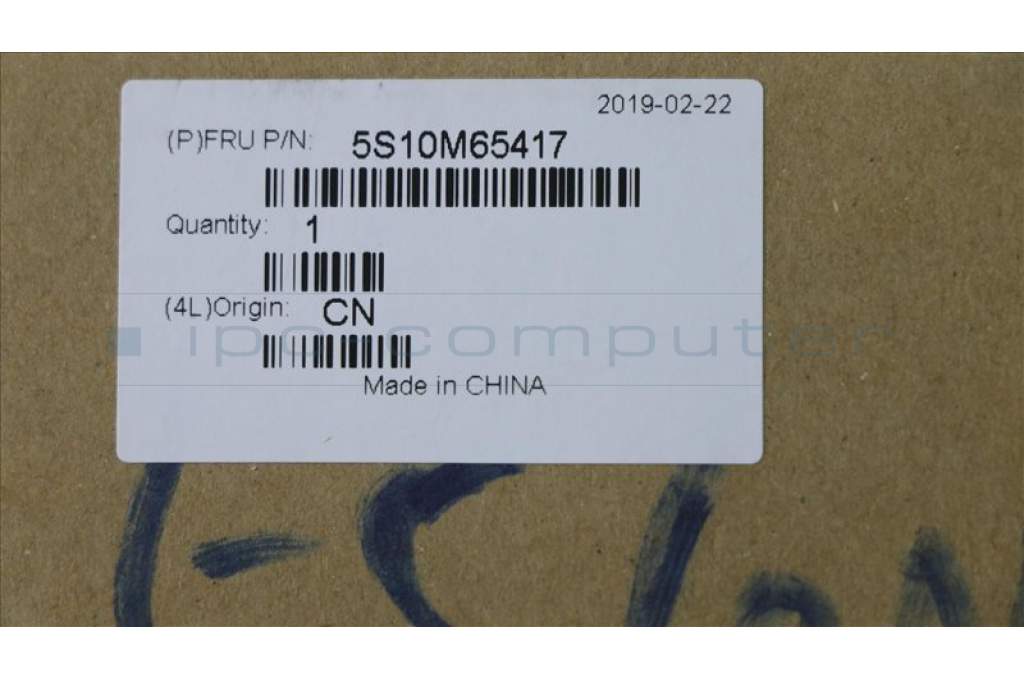 2019-02-22
(P)FRU P/N: 5S10M65417
Quantity: 1
(4L)Origin: CN
ipc-computer
Made in CHINA